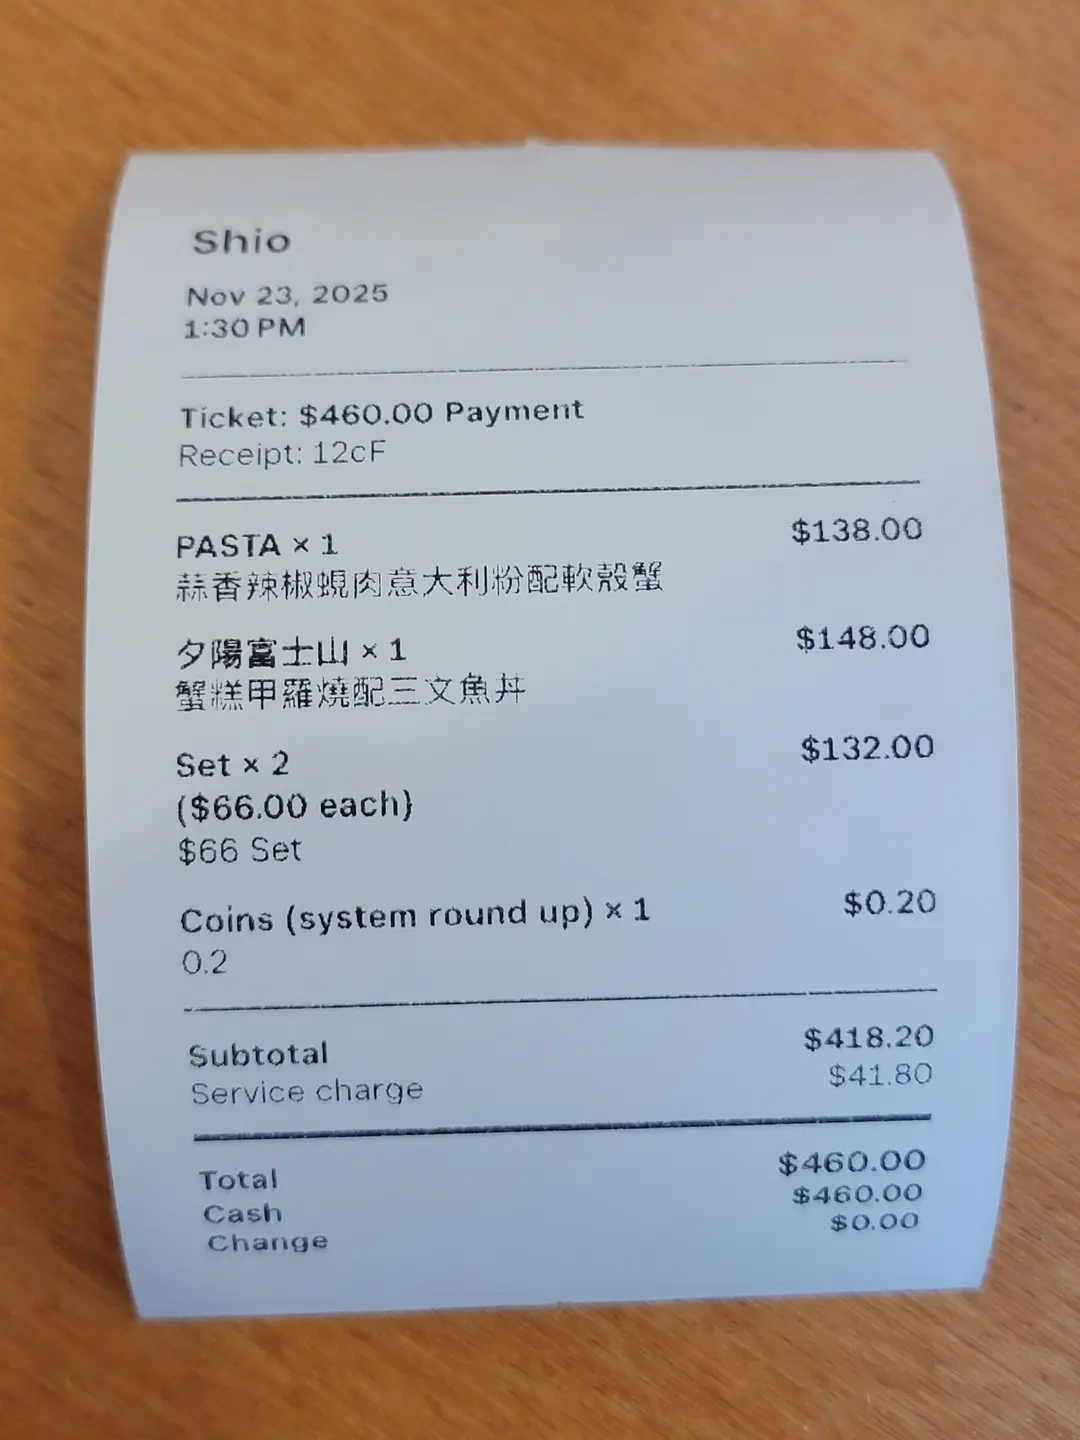 Shio
Nov 23, 2025
1:30 PM
Ticket: $460.00 Payment
Receipt: 12cF
PASTA × 1 $138.00
蒜香辣椒蜆肉意大利粉配軟殼蟹
夕陽富士山 × 1 $148.00
蟹糕甲羅燒配三文魚丼
Set × 2 $132.00
($66.00 each)
$66 Set
Coins (system round up) × 1 $0.20
0.2
Subtotal $418.20
Service charge $41.80
Total $460.00
Cash $460.00
Change $0.00